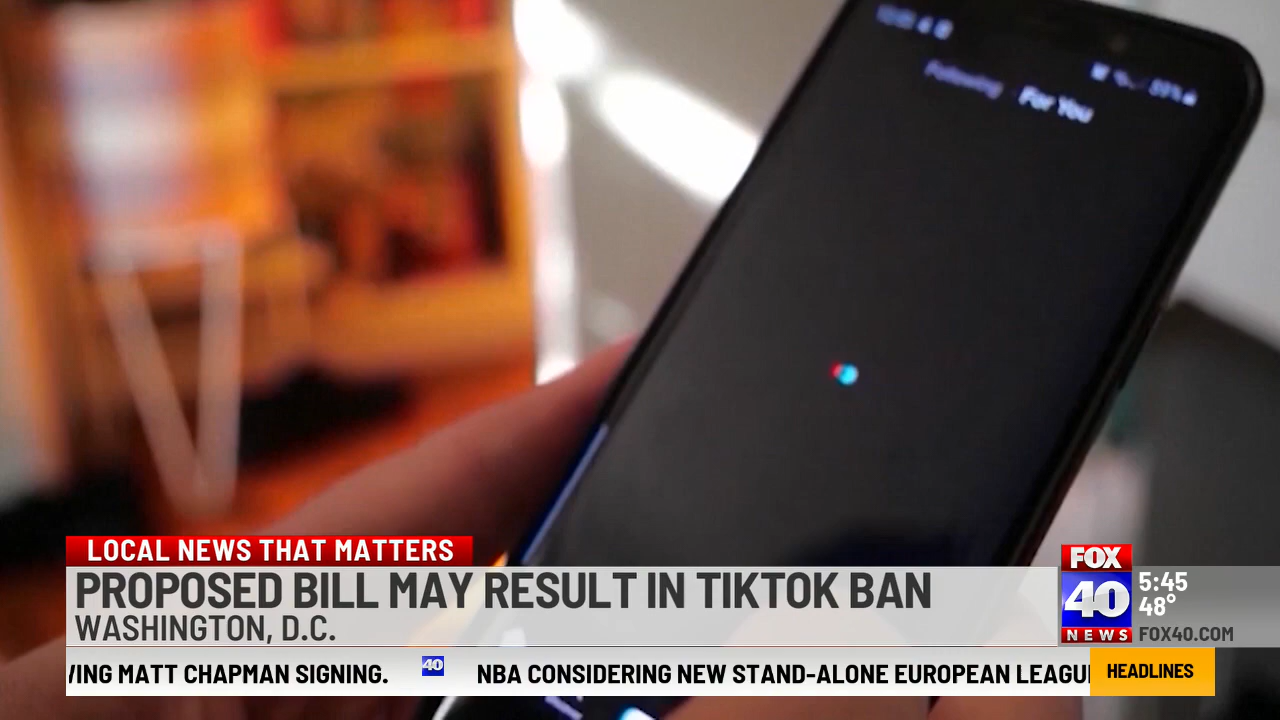 Following
For You
LOCAL NEWS THAT MATTERS
PROPOSED BILL MAY RESULT IN TIKTOK BAN
WASHINGTON, D.C.
FOX
40
NEWS
5:45
48°
FOX40.COM
MATT CHAPMAN SIGNING. 40 NBA CONSIDERING NEW STAND-ALONE EUROPEAN
HEADLINES